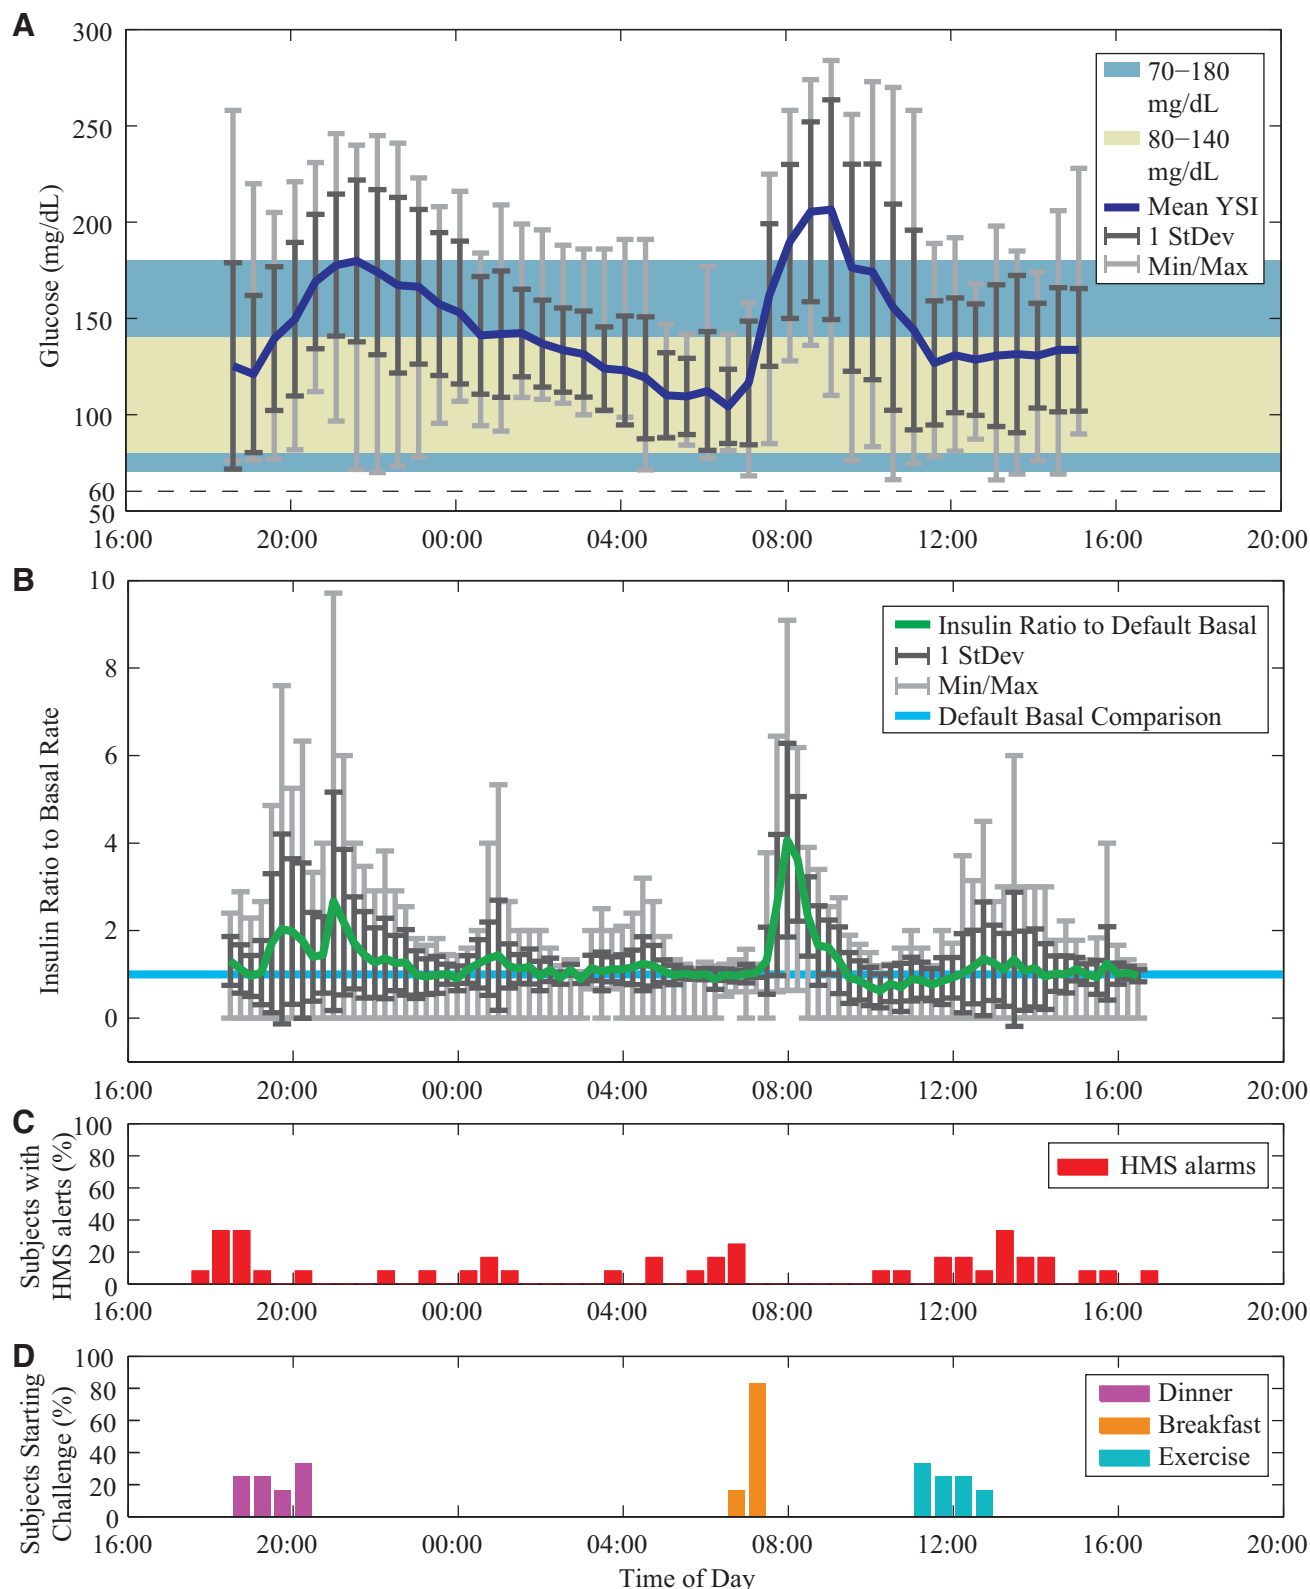 A
300
250
200
150
100
60
50
Glucose (mg/dL)
70−180
mg/dL
80−140
mg/dL
Mean YSI
1 StDev
Min/Max
16:00 20:00 00:00 04:00 08:00 12:00 16:00 20:00
B
10
8
6
4
2
0
Insulin Ratio to Basal Rate
Insulin Ratio to Default Basal
1 StDev
Min/Max
Default Basal Comparison
16:00 20:00 00:00 04:00 08:00 12:00 16:00 20:00
C
100
80
60
40
20
0
Subjects with
HMS alerts (%)
HMS alarms
16:00 20:00 00:00 04:00 08:00 12:00 16:00 20:00
D
100
80
60
40
20
0
Subjects Starting
Challenge (%)
Dinner
Breakfast
Exercise
16:00 20:00 00:00 04:00 08:00 12:00 16:00 20:00
Time of Day